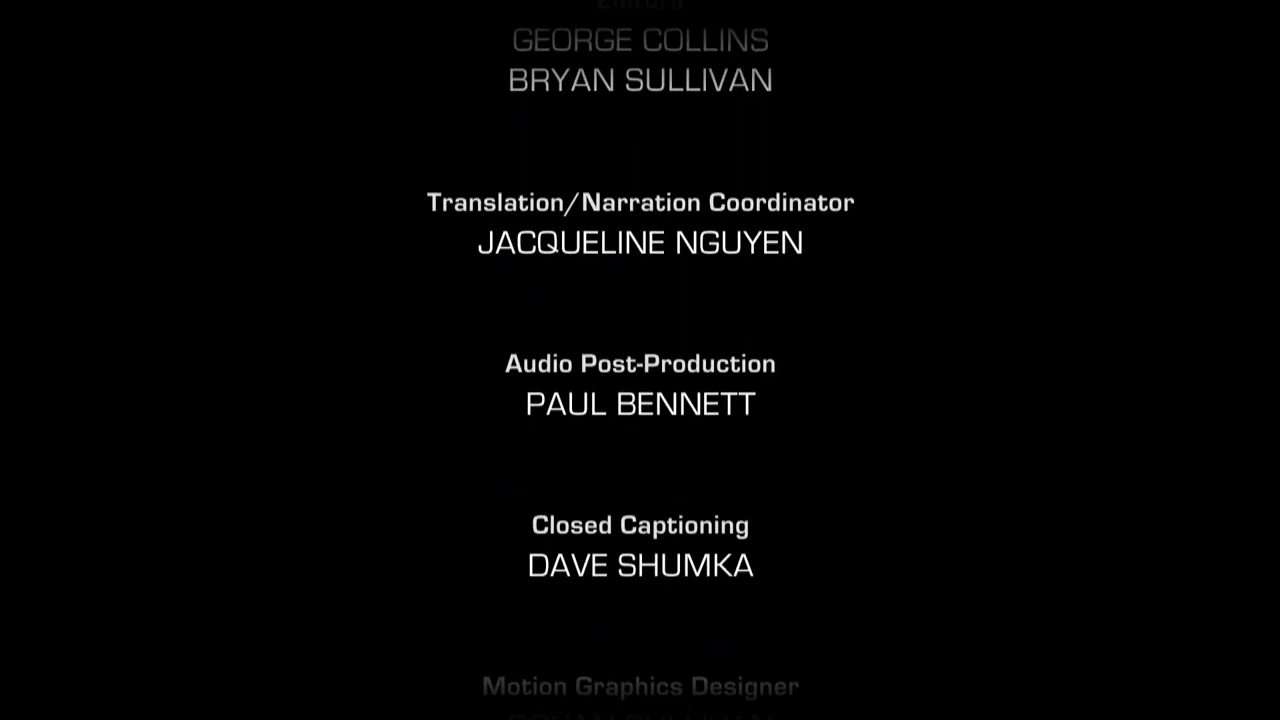 Editors
GEORGE COLLINS
BRYAN SULLIVAN
Translation/Narration Coordinator
JACQUELINE NGUYEN
Audio Post-Production
PAUL BENNETT
Closed Captioning
DAVE SHUMKA
Motion Graphics Designer